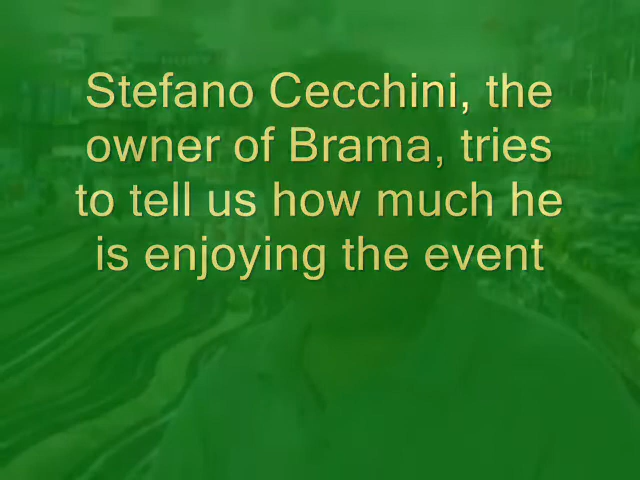 Stefano Cecchini, the
owner of Brama, tries
to tell us how much he
is enjoying the event